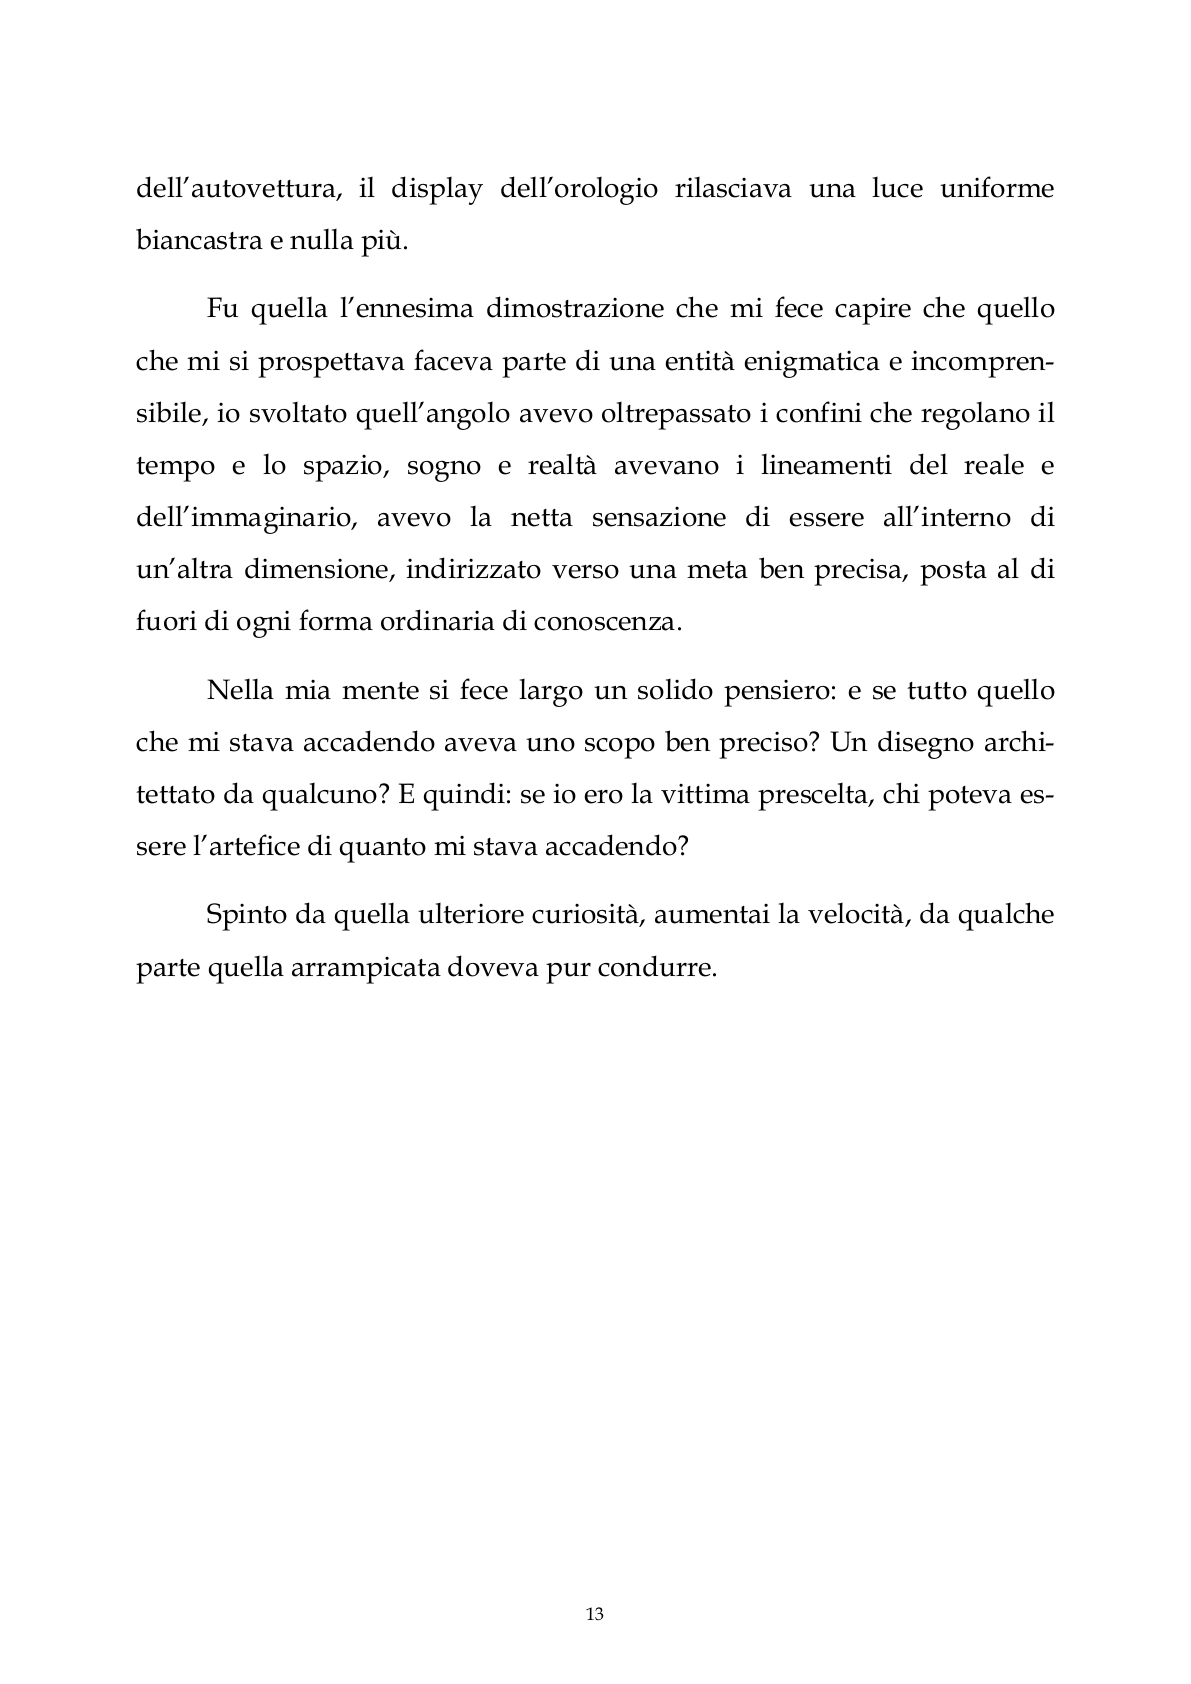 dell’autovettura, il display dell’orologio rilasciava una luce uniforme
biancastra e nulla più.
Fu quella l’ennesima dimostrazione che mi fece capire che quello
che mi si prospettava faceva parte di una entità enigmatica e incompren-
sibile, io svoltato quell’angolo avevo oltrepassato i confini che regolano il
tempo e lo spazio, sogno e realtà avevano i lineamenti del reale e
dell’immaginario, avevo la netta sensazione di essere all’interno di
un’altra dimensione, indirizzato verso una meta ben precisa, posta al di
fuori di ogni forma ordinaria di conoscenza.
Nella mia mente si fece largo un solido pensiero: e se tutto quello
che mi stava accadendo aveva uno scopo ben preciso? Un disegno archi-
tettato da qualcuno? E quindi: se io ero la vittima prescelta, chi poteva es-
sere l’artefice di quanto mi stava accadendo?
Spinto da quella ulteriore curiosità, aumentai la velocità, da qualche
parte quella arrampicata doveva pur condurre.
13